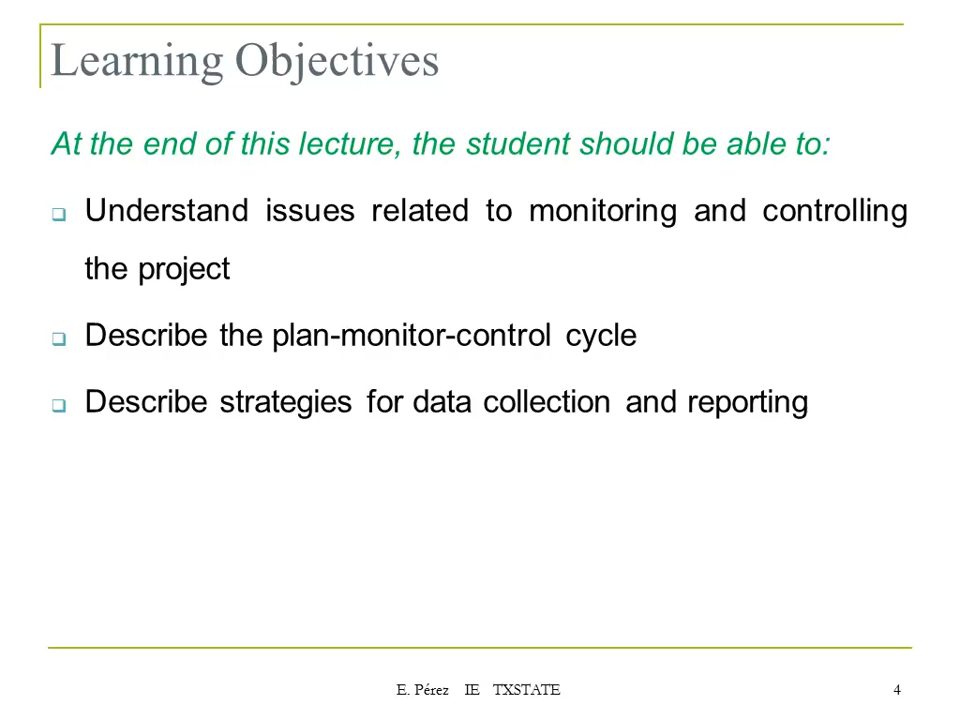 Learning Objectives
At the end of this lecture, the student should be able to:
Understand issues related to monitoring and controlling
the project
Describe the plan-monitor-control cycle
Describe strategies for data collection and reporting
E. Pérez IE TXSTATE 4